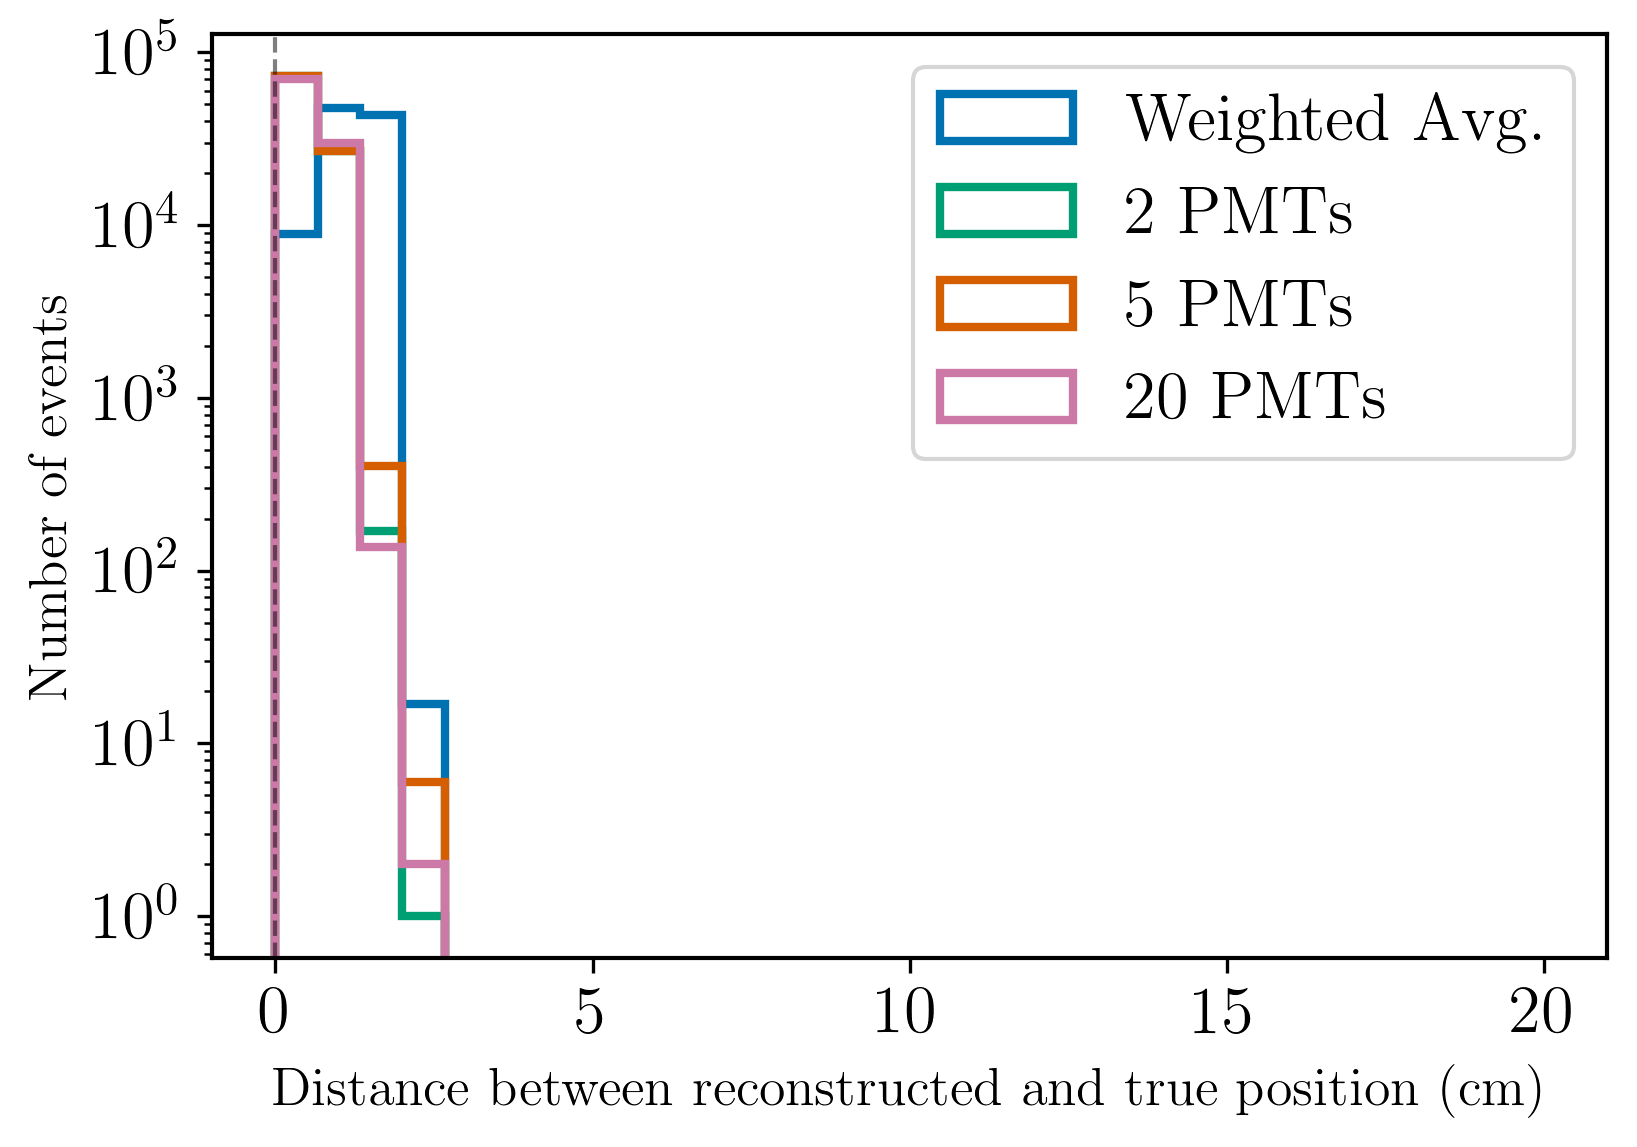 10^5
10^4
10^3
10^2
10^1
10^0
Number of events
Weighted Avg.
2 PMTs
5 PMTs
20 PMTs
0 5 10 15 20
Distance between reconstructed and true position (cm)